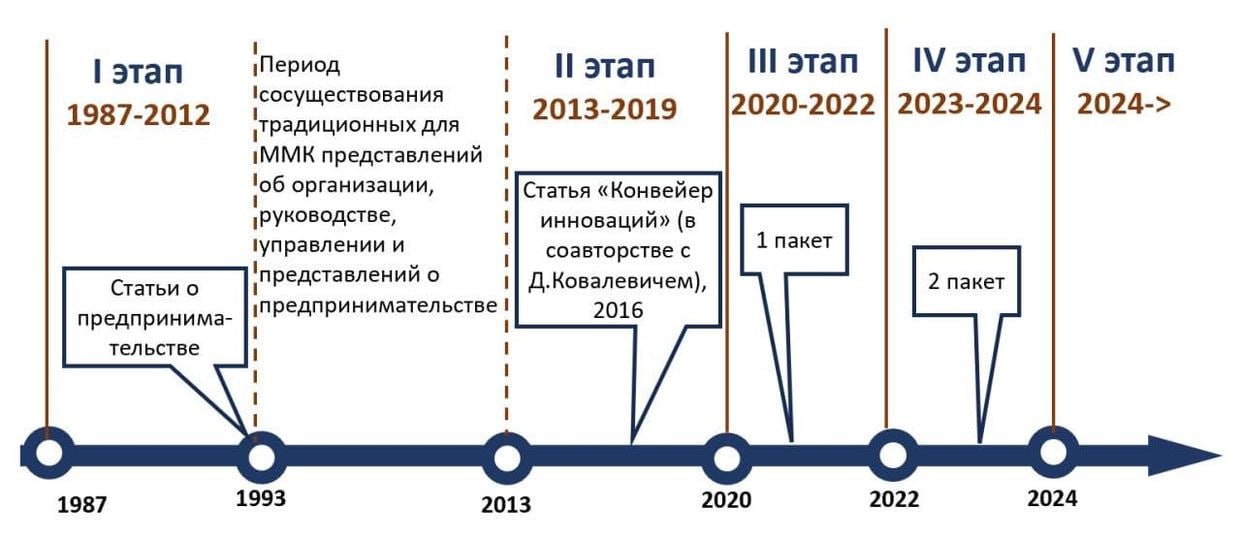 I этап
1987-2012
Период
сосуществования
традиционных для
ММК представлений
об организации,
руководстве,
управлении и
представлений о
предпринимательстве
II этап
2013-2019
III этап
2020-2022
IV этап
2023-2024
V этап
2024->
Статьи о
предпринима-
тельстве
Статья «Конвейер
инноваций» (в
соавторстве с
Д.Ковалевичем),
2016
1 пакет
2 пакет
1987
1993
2013
2020
2022
2024